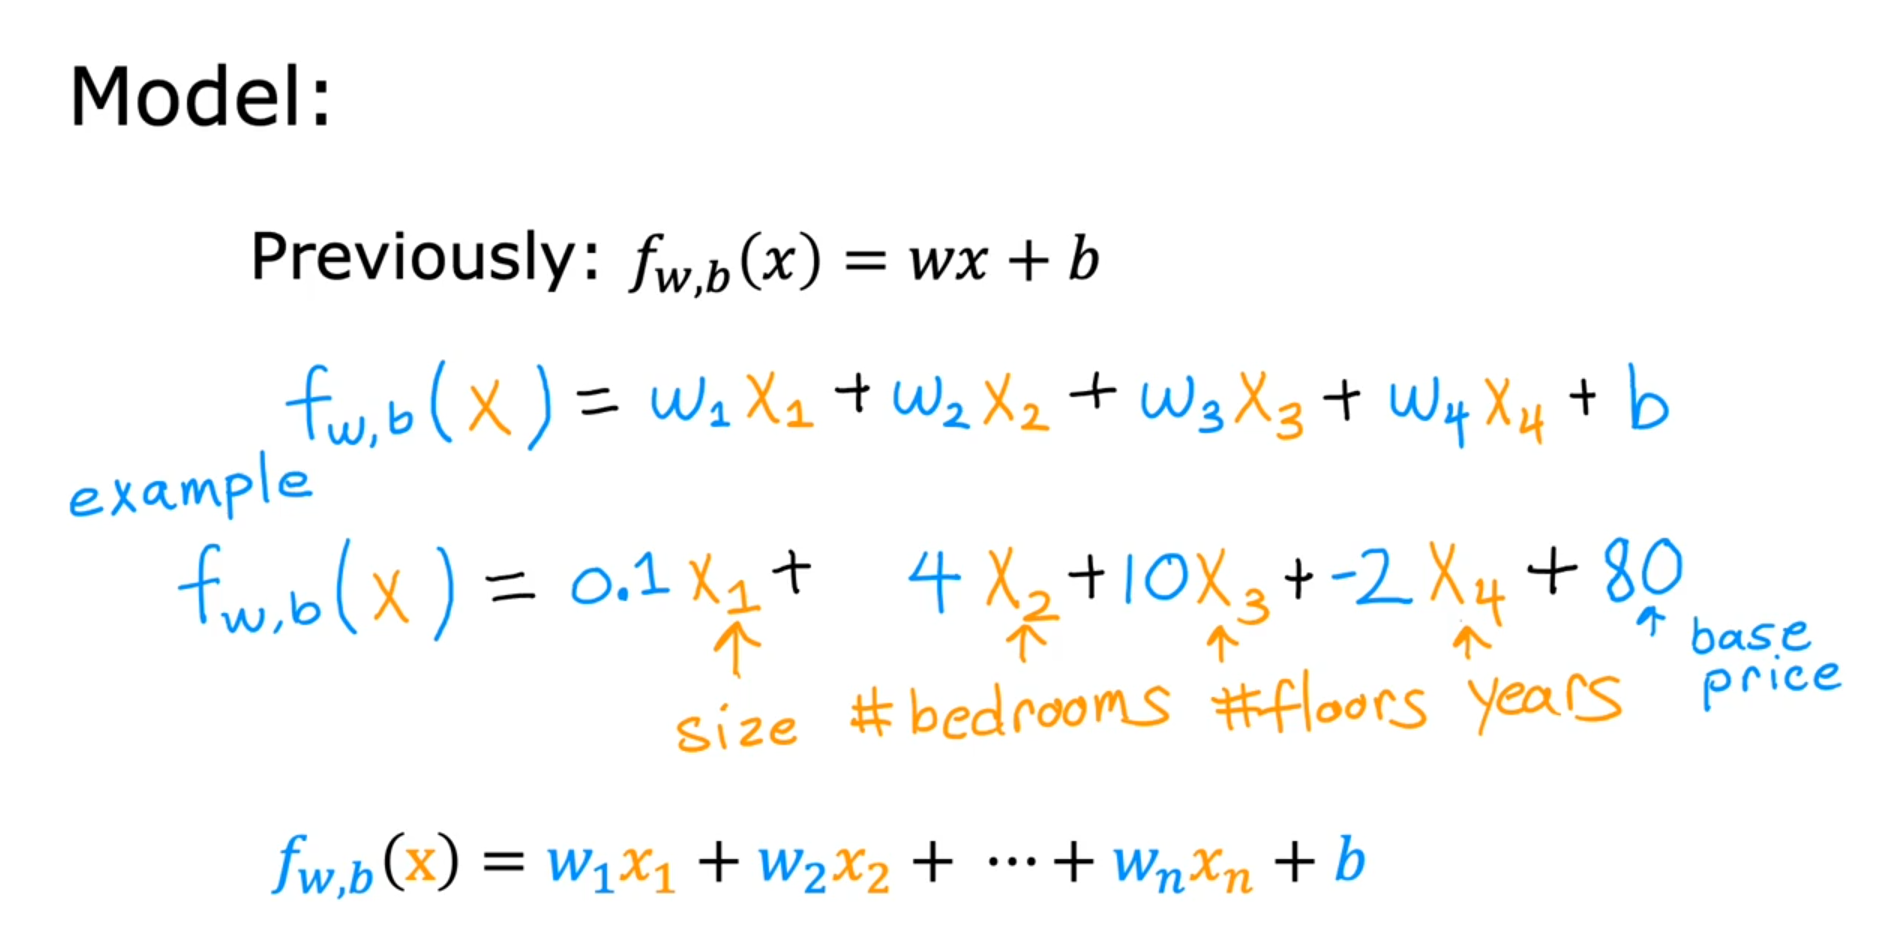 Model:
Previously: f_{w,b}(x) = wx + b
f_{w,b}(x) = w₁x₁ + w₂x₂ + w₃x₃ + w₄x₄ + b
example
f_{w,b}(x) = 0.1x₁ + 4x₂ + 10x₃ + -2x₄ + 80
↑ ↑ ↑ ↑ ↑ base price
size #bedrooms #floors years
f_{w,b}(x) = w₁x₁ + w₂x₂ + ⋯ + wₙxₙ + b